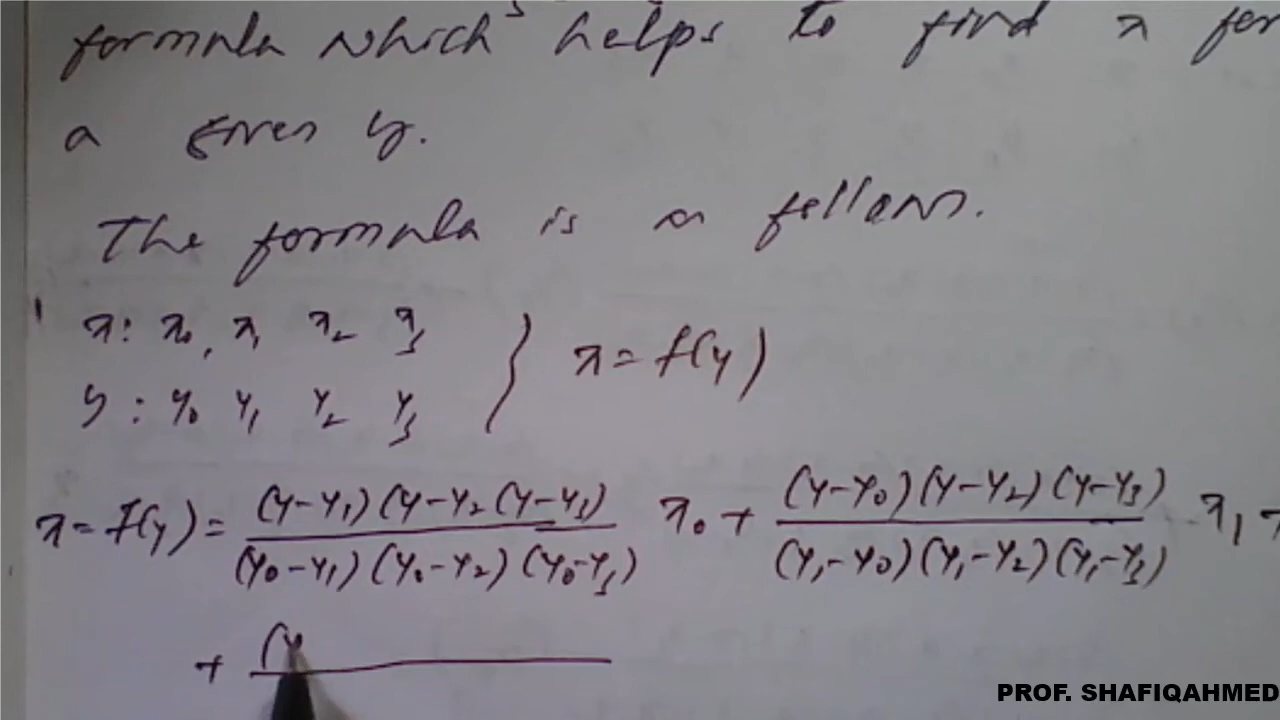 formula which helps to find x for
a given y.
The formula is as follows.
x: x₀, x₁ x₂ x₃
y: y₀ y₁ y₂ y₃ } x = f(y)
x = f(y) = (y-y₁)(y-y₂(y-y₃) / (y₀-y₁)(y₀-y₂)(y₀-y₃) x₀ + (y-y₀)(y-y₂)(y-y₃) / (y₁-y₀)(y₁-y₂)(y₁-y₃) x₁ +
+ (y
PROF. SHAFIQAHMED